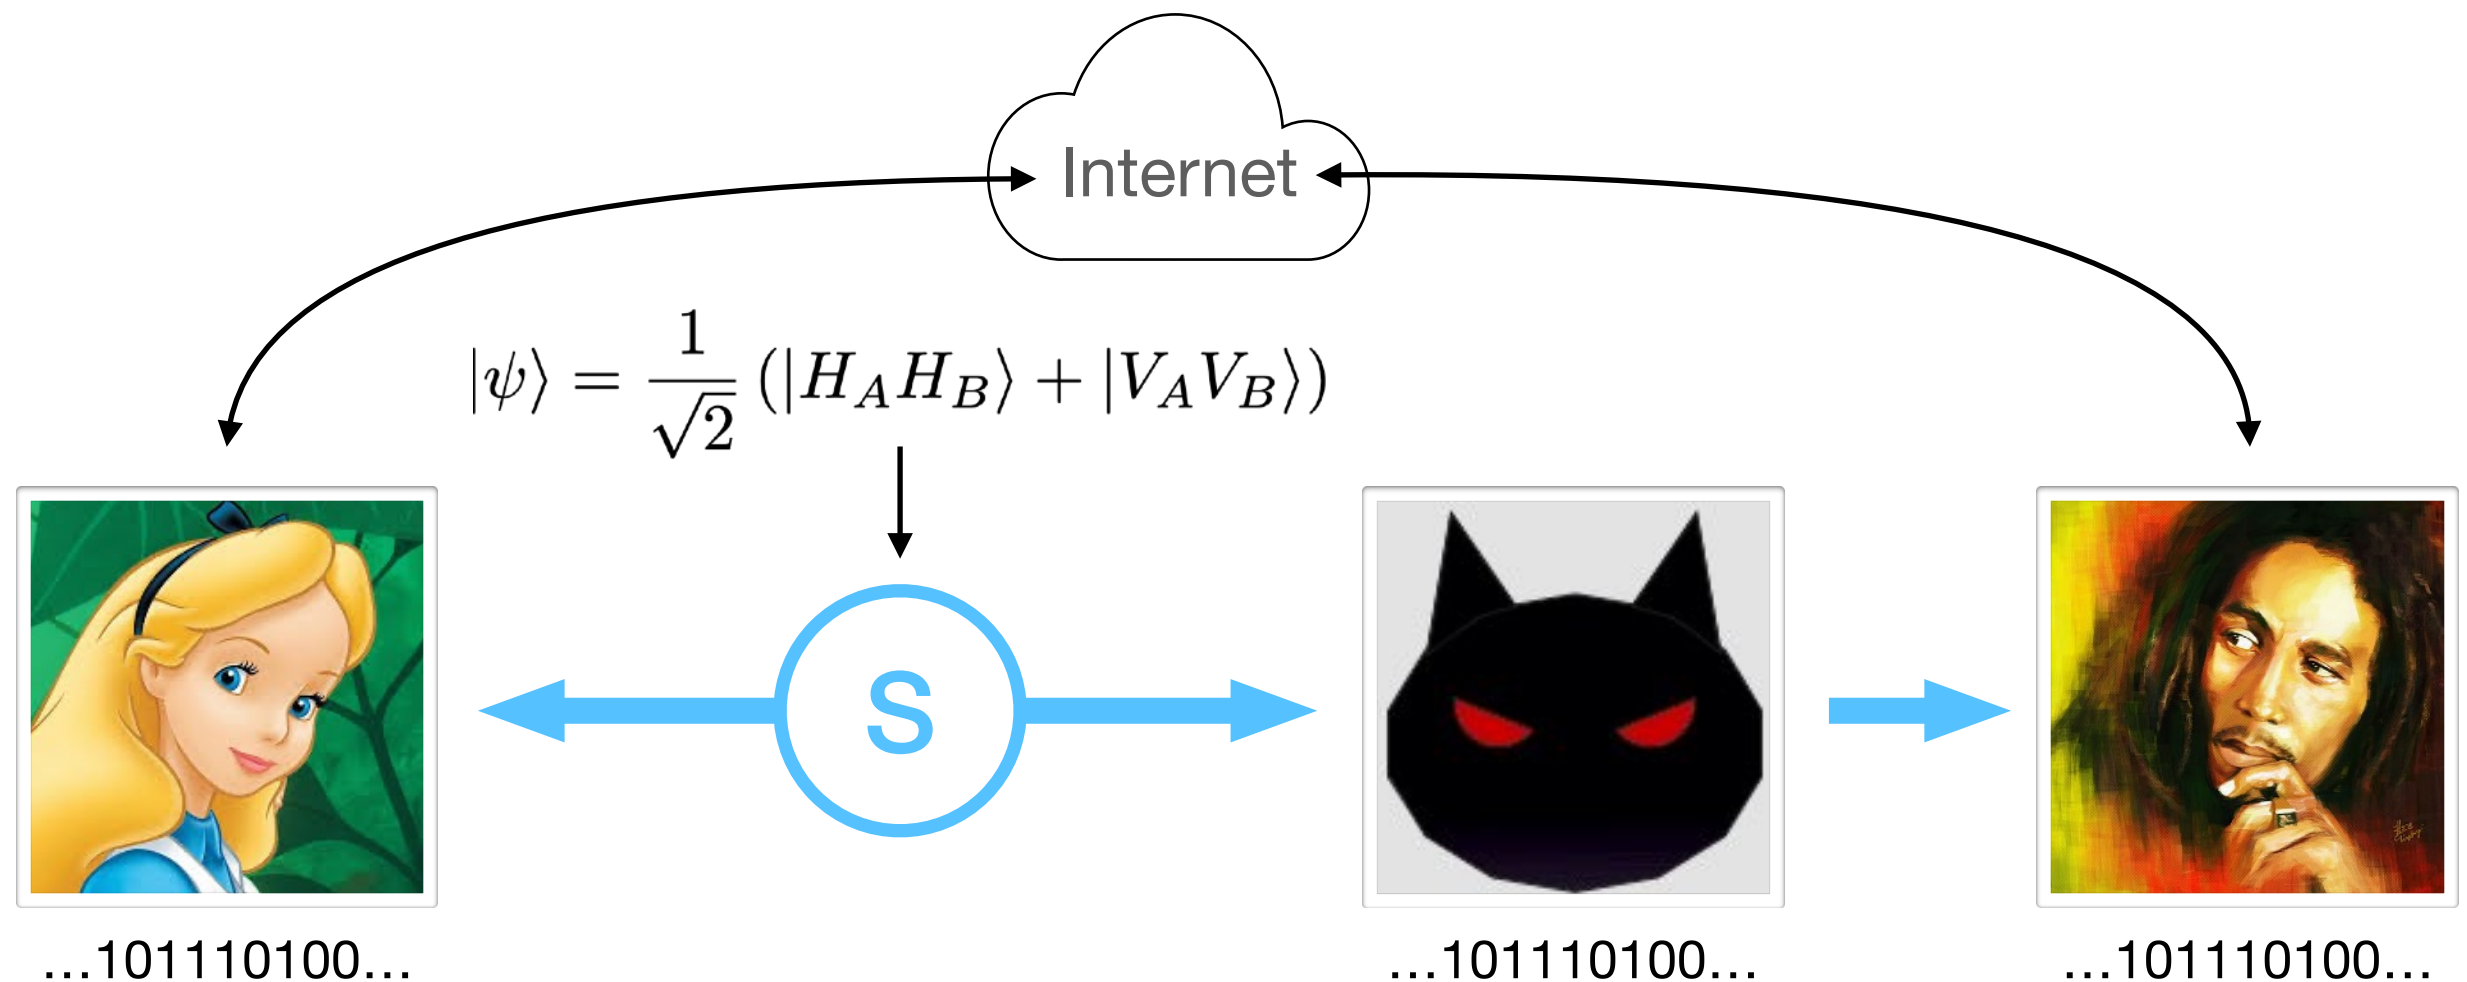 Internet
|ψ⟩ = 1/√2 (|H_A H_B⟩ + |V_A V_B⟩)
S
...101110100...
...101110100...
...101110100...